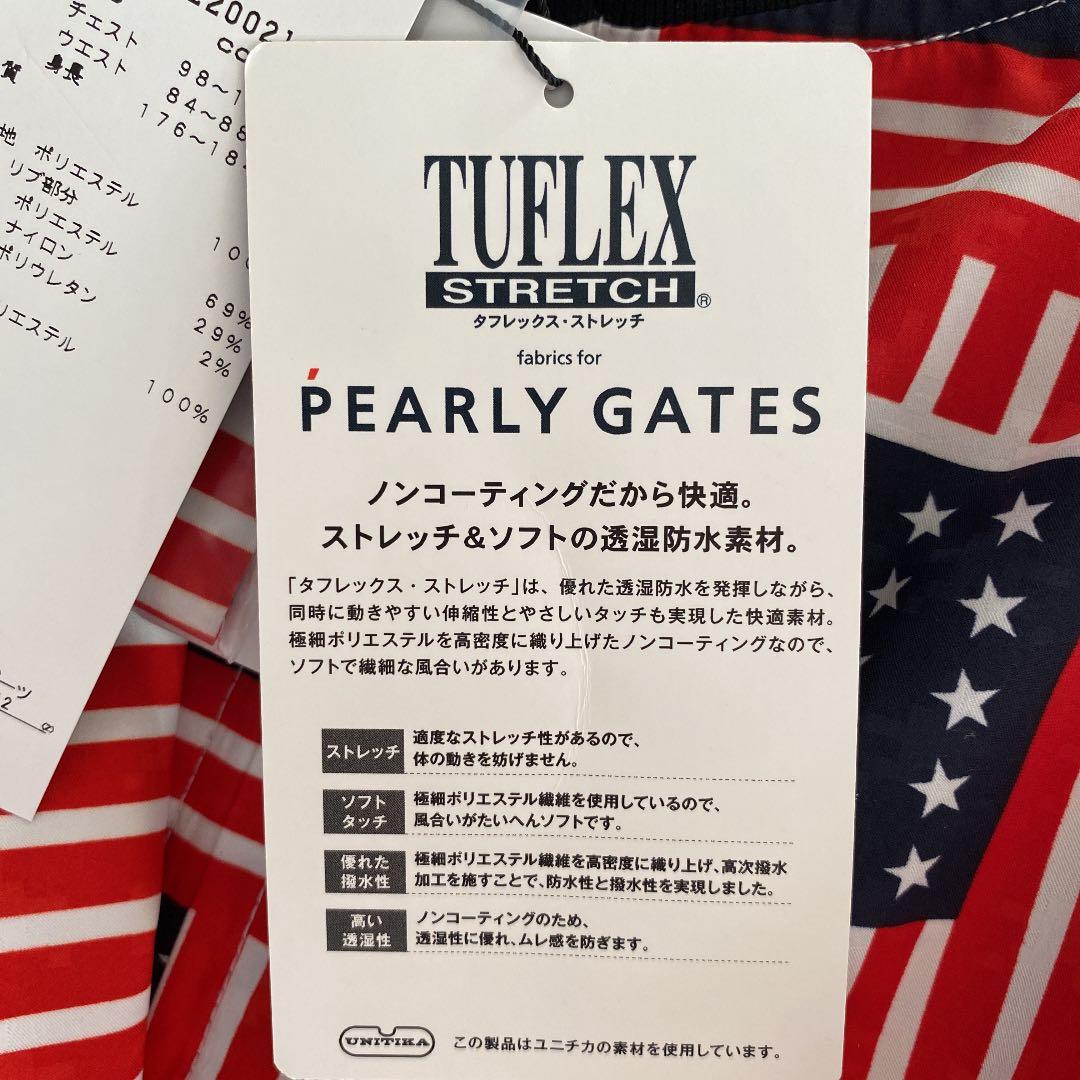 220021
チェスト
ウエスト
身長
98~1
84~88
176~18
質
地 ポリエステル
リブ部分
ポリエステル
ナイロン
ポリウレタン
リエステル
10
69%
29%
2%
100%
TUFLEX
STRETCH®
タフレックス・ストレッチ
fabrics for
PEARLY GATES
ノンコーティングだから快適。
ストレッチ&ソフトの透湿防水素材。
「タフレックス・ストレッチ」は、優れた透湿防水を発揮しながら、
同時に動きやすい伸縮性とやさしいタッチも実現した快適素材。
極細ポリエステルを高密度に織り上げたノンコーティングなので、
ソフトで繊細な風合いがあります。
ストレッチ
適度なストレッチ性があるので、
体の動きを妨げません。
ソフト
タッチ
極細ポリエステル繊維を使用しているので、
風合いがたいへんソフトです。
優れた
撥水性
極細ポリエステル繊維を高密度に織り上げ、高次撥水
加工を施すことで、防水性と撥水性を実現しました。
高い
透湿性
ノンコーティングのため、
透湿性に優れ、ムレ感を防ぎます。
UNITIKA
この製品はユニチカの素材を使用しています。